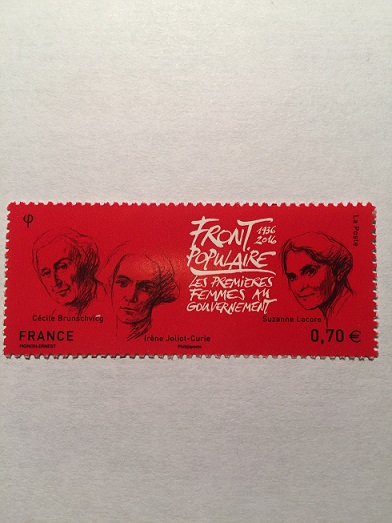 φ
FRONT 1936
POPULAIRE 2016
LES PREMIÈRES
FEMMES AU
GOUVERNEMENT
La Poste
Cécile Brunschvicg
Irène Joliot-Curie
Suzanne Lacore
FRANCE
0,70 €